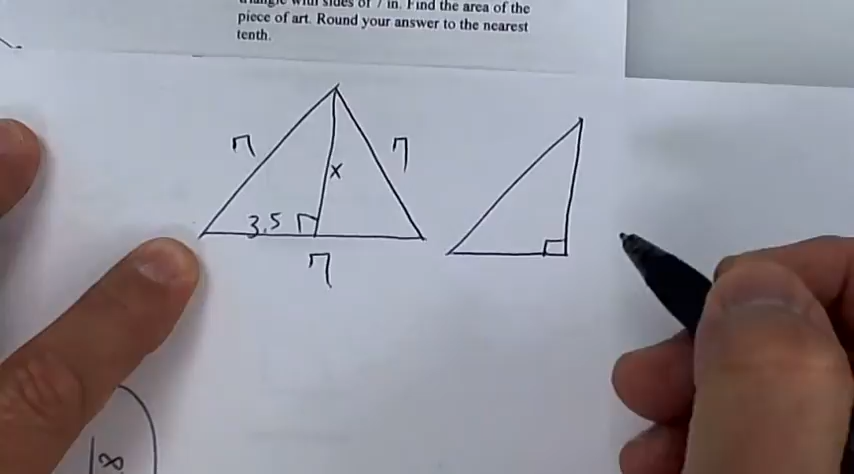 triangle with sides of 7 in. Find the area of the
piece of art. Round your answer to the nearest
tenth.
7
7
x
3.5
7
8